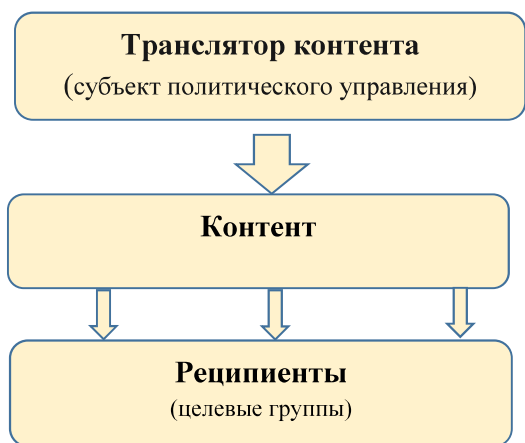 Транслятор контента
(субъект политического управления)
Контент
Реципиенты
(целевые группы)